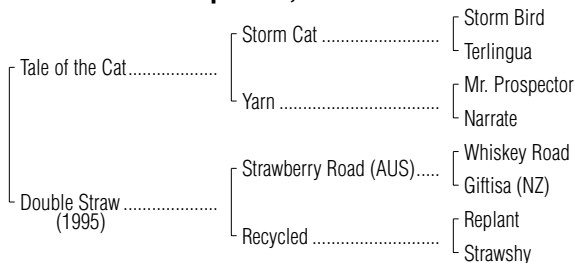 Storm Bird
Storm Cat
Terlingua
Tale of the Cat
Mr. Prospector
Yarn
Narrate
Whiskey Road
Strawberry Road (AUS)
Giftisa (NZ)
Double Straw
(1995)
Replant
Recycled
Strawshy